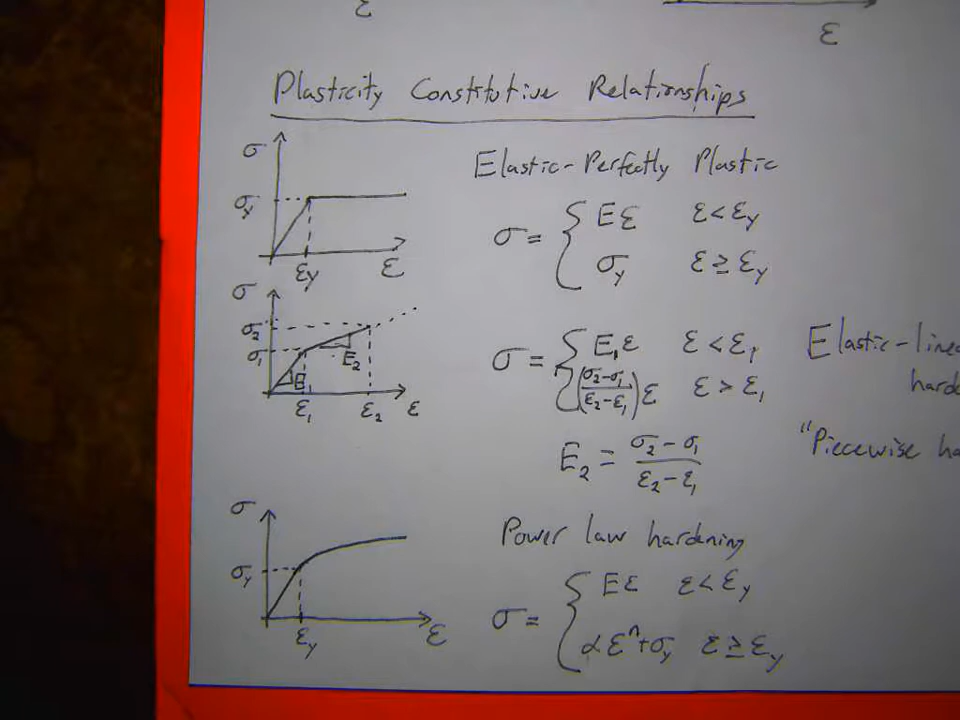 ε
ε
Plasticity Constitutive Relationships
σ
Elastic-Perfectly Plastic
σy
εy
ε
σ = { Eε ε < εy
σy ε ≥ εy
σ
σ2
σ1
E
E2
ε1
ε2
ε
σ = { E1ε ε < ε1
((σ2-σ1)/(ε2-ε1))ε ε > ε1
Elastic-line
hard
E2 = (σ2 - σ1)/(ε2 - ε1)
"Piecewise ha
σ
Power law hardening
σy
εy
ε
σ = { Eε ε < εy
αε^n + σy ε ≥ εy